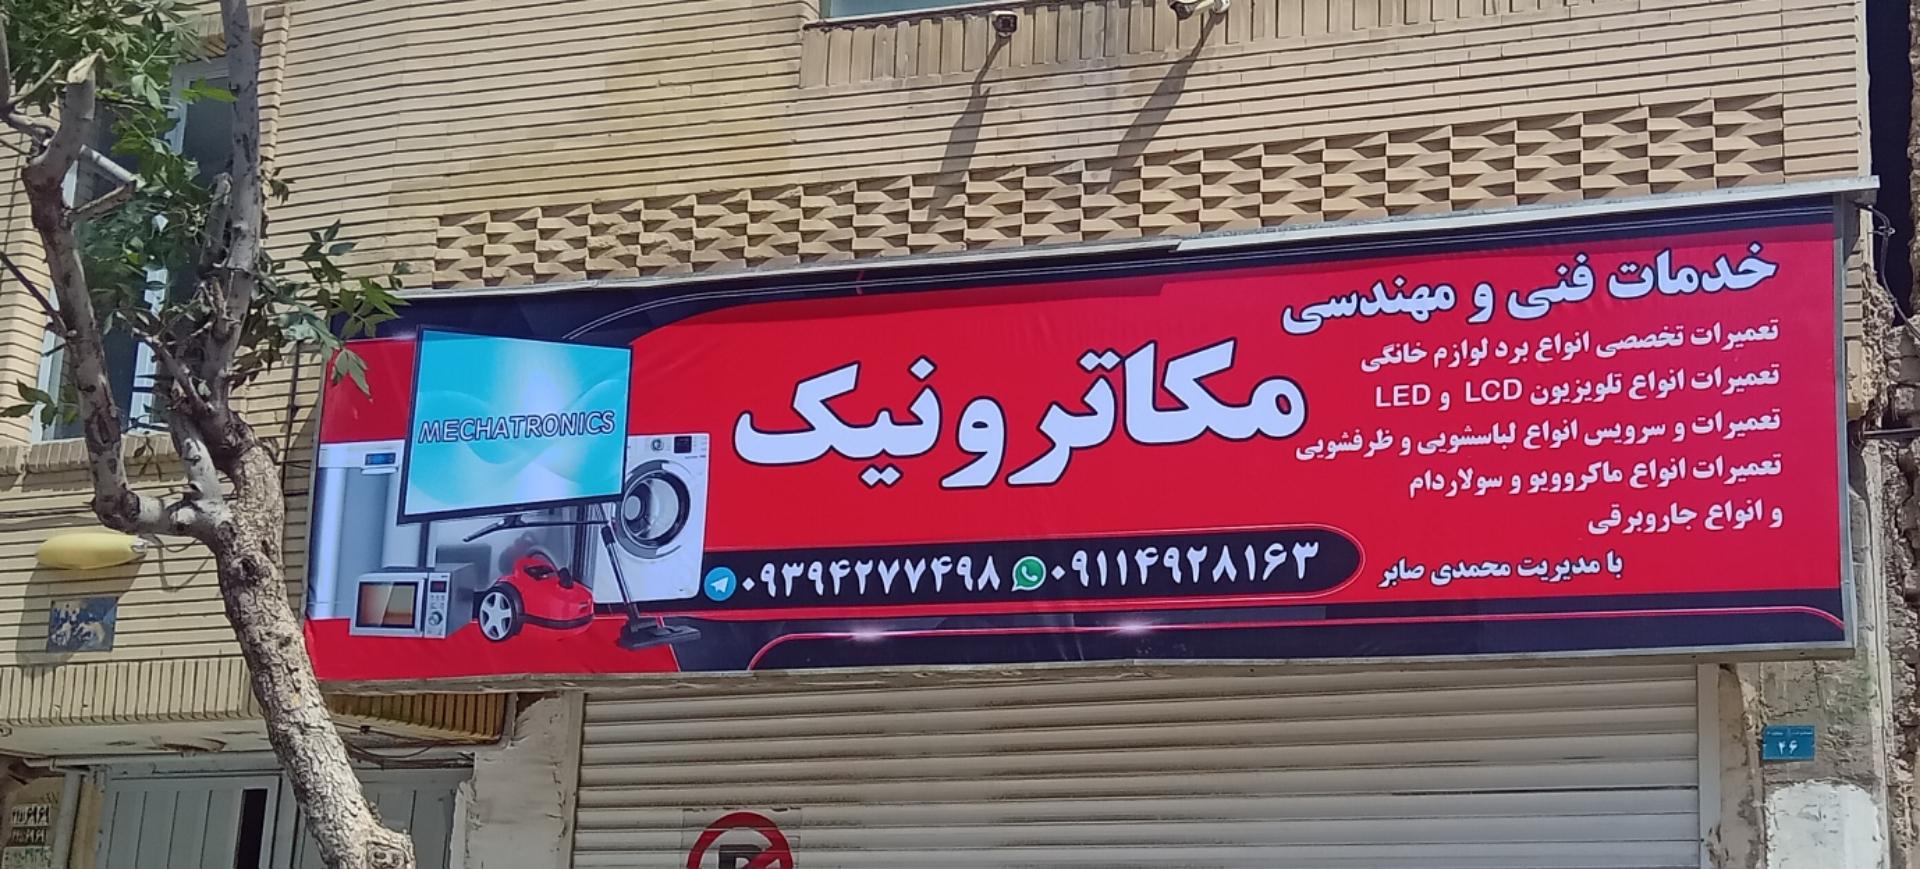 خدمات فنی و مهندسی
مکاترونیک
تعمیرات تخصصی انواع برد لوازم خانگی
تعمیرات انواع تلویزیون LCD و LED
تعمیرات و سرویس انواع لباسشویی و ظرفشویی
تعمیرات انواع ماکروویو و سولاردام
و انواع جاروبرقی
با مدیریت محمدی صابر
۰۹۱۱۴۹۲۸۱۶۳
۰۹۳۹۴۲۷۷۴۹۸
MECHATRONICS
۲۶